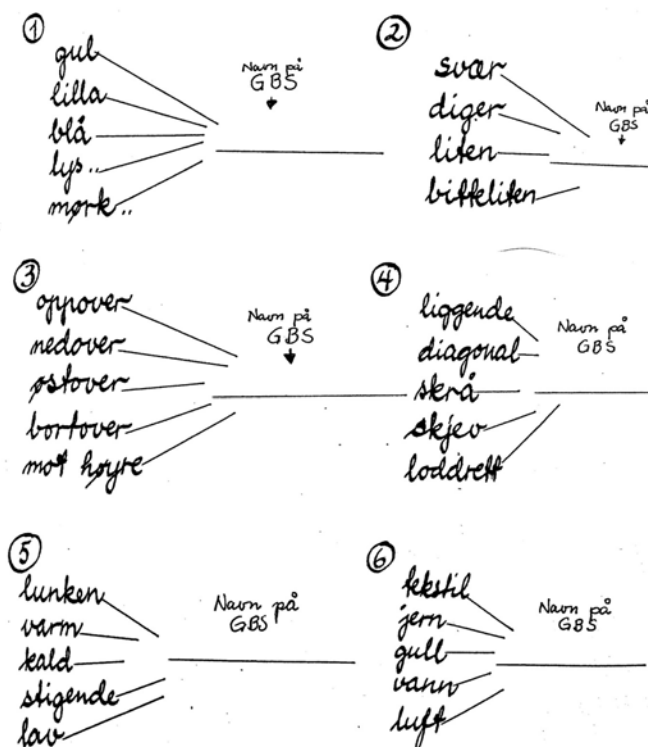 ①
gul
lilla
blå
lys..
mørk..
Navn på
GBS
②
svær
diger
liten
bitteliten
Navn på
GBS
③
oppover
nedover
østover
bortover
mot høyre
Navn på
GBS
④
liggende
diagonal
skrå
skjev
loddrett
Navn på
GBS
⑤
lunken
varm
kald
stigende
lav
Navn på
GBS
⑥
tekstil
jern
gull
vann
luft
Navn på
GBS